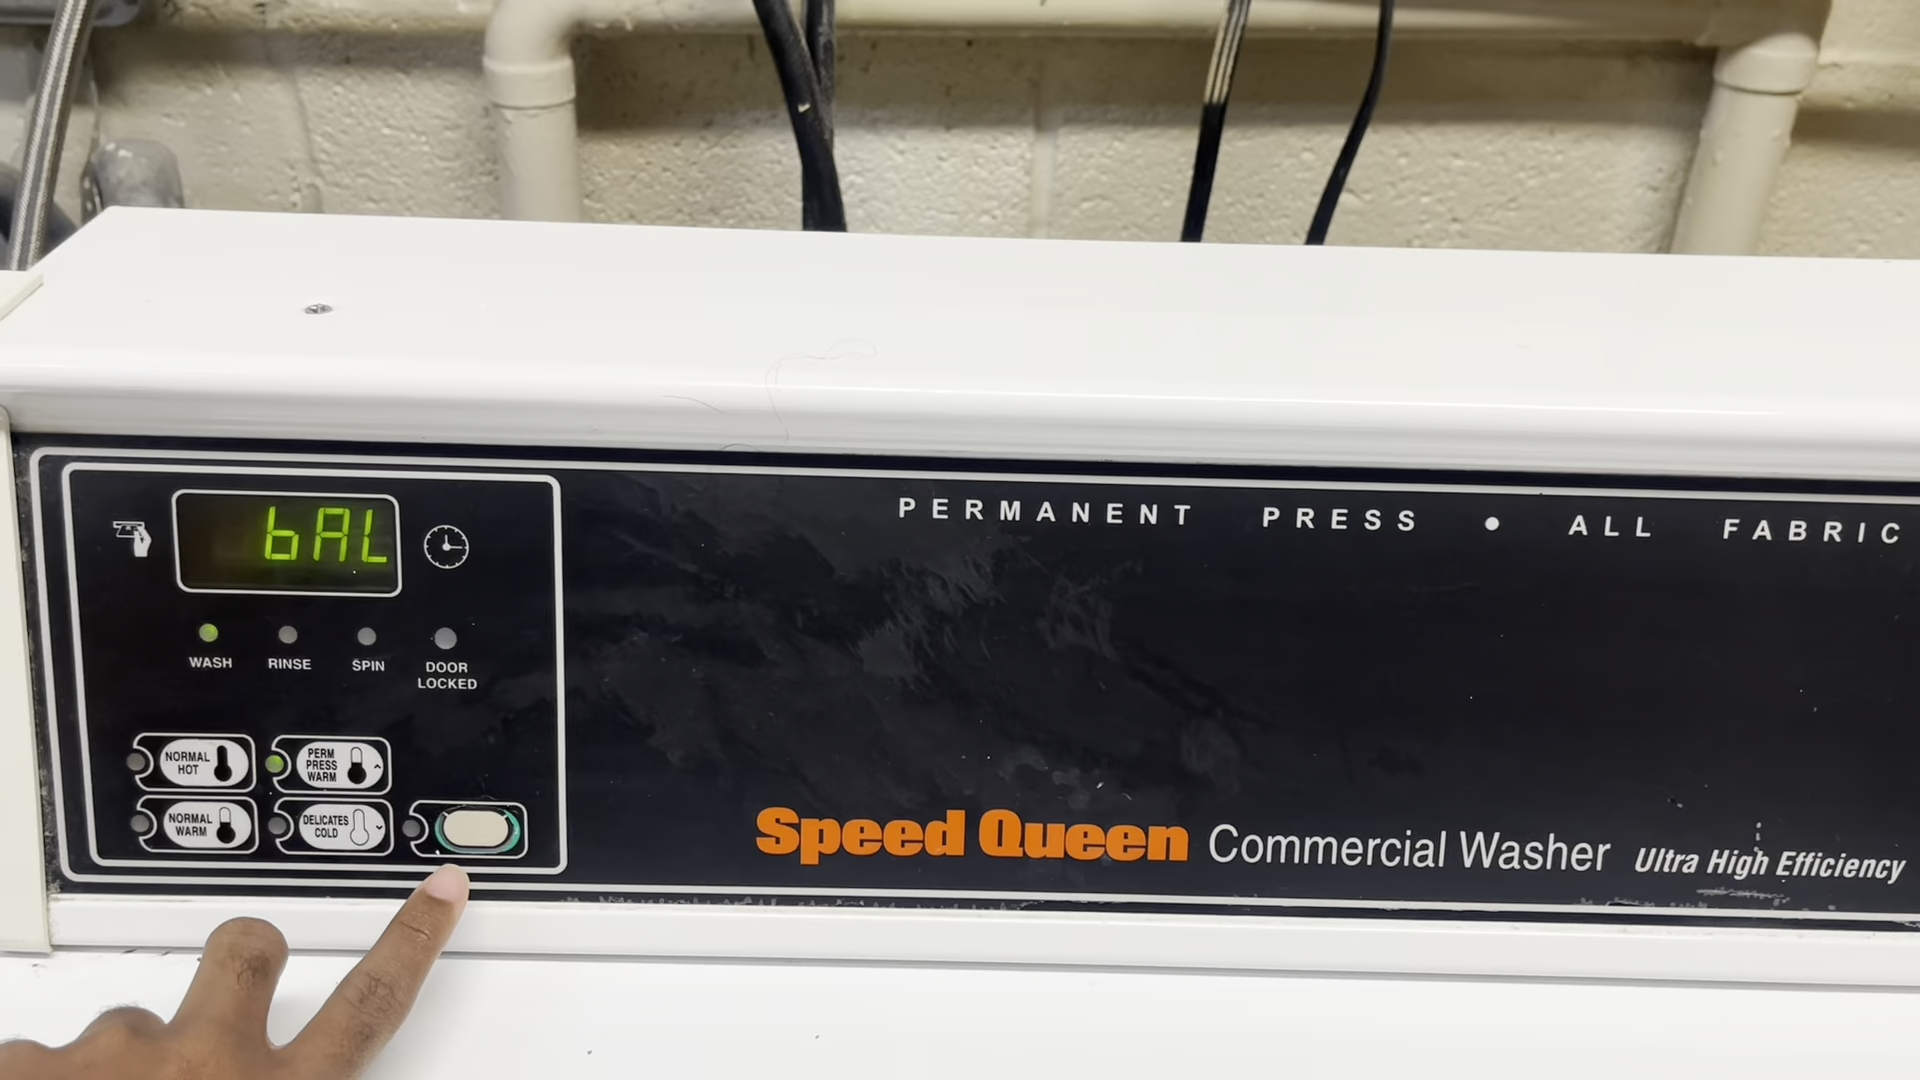 PERMANENT PRESS • ALL FABRIC
bAL
WASH RINSE SPIN DOOR LOCKED
NORMAL HOT
PERM PRESS WARM
NORMAL WARM
DELICATES COLD
Speed Queen Commercial Washer Ultra High Efficiency